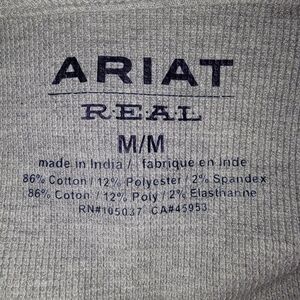 ARIAT
REAL
M/M
made in India / fabrique en Inde
86% Cotton / 12% Polyester / 2% Spandex
86% Coton / 12% Poly / 2% Elasthanne
RN#105037 CA#45953